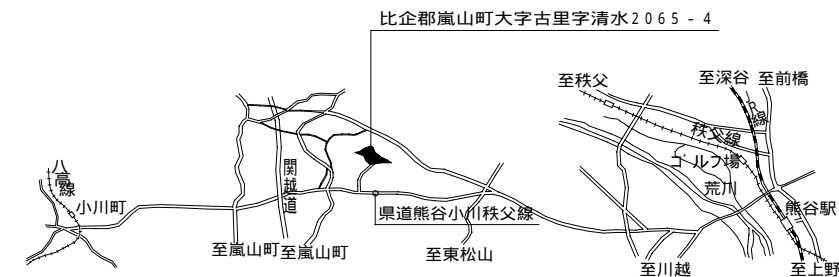 比企郡嵐山町大字古里字清水2065-4
至秩父
至深谷
至前橋
秩父線
ゴルフ場
荒川
熊谷駅
八高線
小川町
関越道
県道熊谷小川秩父線
至嵐山町
至嵐山町
至東松山
至川越
至上野